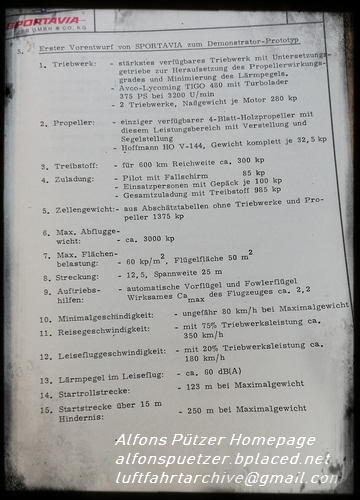 SPORTAVIA
GMBH & CO. KG
3. Erster Vorentwurf von SPORTAVIA zum Demonstrator-Prototyp
1. Triebwerk: - stärkstes verfügbares Triebwerk mit Untersetzungs-
getriebe zur Heraufsetzung des Propellerwirkungs-
grades und Minimierung des Lärmpegels.
- Avco-Lycoming TIGO 480 mit Turbolader
375 PS bei 3200 U/min
- 2 Triebwerke, Naßgewicht je Motor 280 kp
2. Propeller: - einziger verfügbarer 4-Blatt-Holzpropeller mit
diesem Leistungsbereich mit Verstellung und
Segelstellung
- Hoffmann HO V-144, Gewicht komplett je 32,5 kp
3. Treibstoff: - für 600 km Reichweite ca. 300 kp
4. Zuladung: - Pilot mit Fallschirm 85 kp
- Einsatzpersonen mit Gepäck je 100 kp
- Gesamtzuladung mit Treibstoff 985 kp
5. Zellengewicht: - aus Abschätztabellen ohne Triebwerke und Pro-
peller 1375 kp
6. Max. Abflugge-
wicht: - ca. 3000 kp
7. Max. Flächen-
belastung: - 60 kp/m², Flügelfläche 50 m²
8. Streckung: - 12,5, Spannweite 25 m
9. Auftriebs-
hilfen: - automatische Vorflügel und Fowlerflügel
Wirksames Ca max des Flugzeuges ca. 2,2
10. Minimalgeschindigkeit: - ungefähr 80 km/h bei Maximalgewicht
11. Reisegeschwindigkeit: - mit 75% Triebwerksleistung ca.
350 km/h
12. Leisefluggeschwindigkeit: - mit 20% Triebwerksleistung ca.
180 km/h
13. Lärmpegel im Leiseflug: - ca. 60 dB(A)
14. Startrollstrecke: - 123 m bei Maximalgewicht
15. Startstrecke über 15 m
Hindernis: - 250 m bei Maximalgewicht
Alfons Pützer Homepage
alfonspuetzer.bplaced.net
luftfahrtarchive@gmail.com